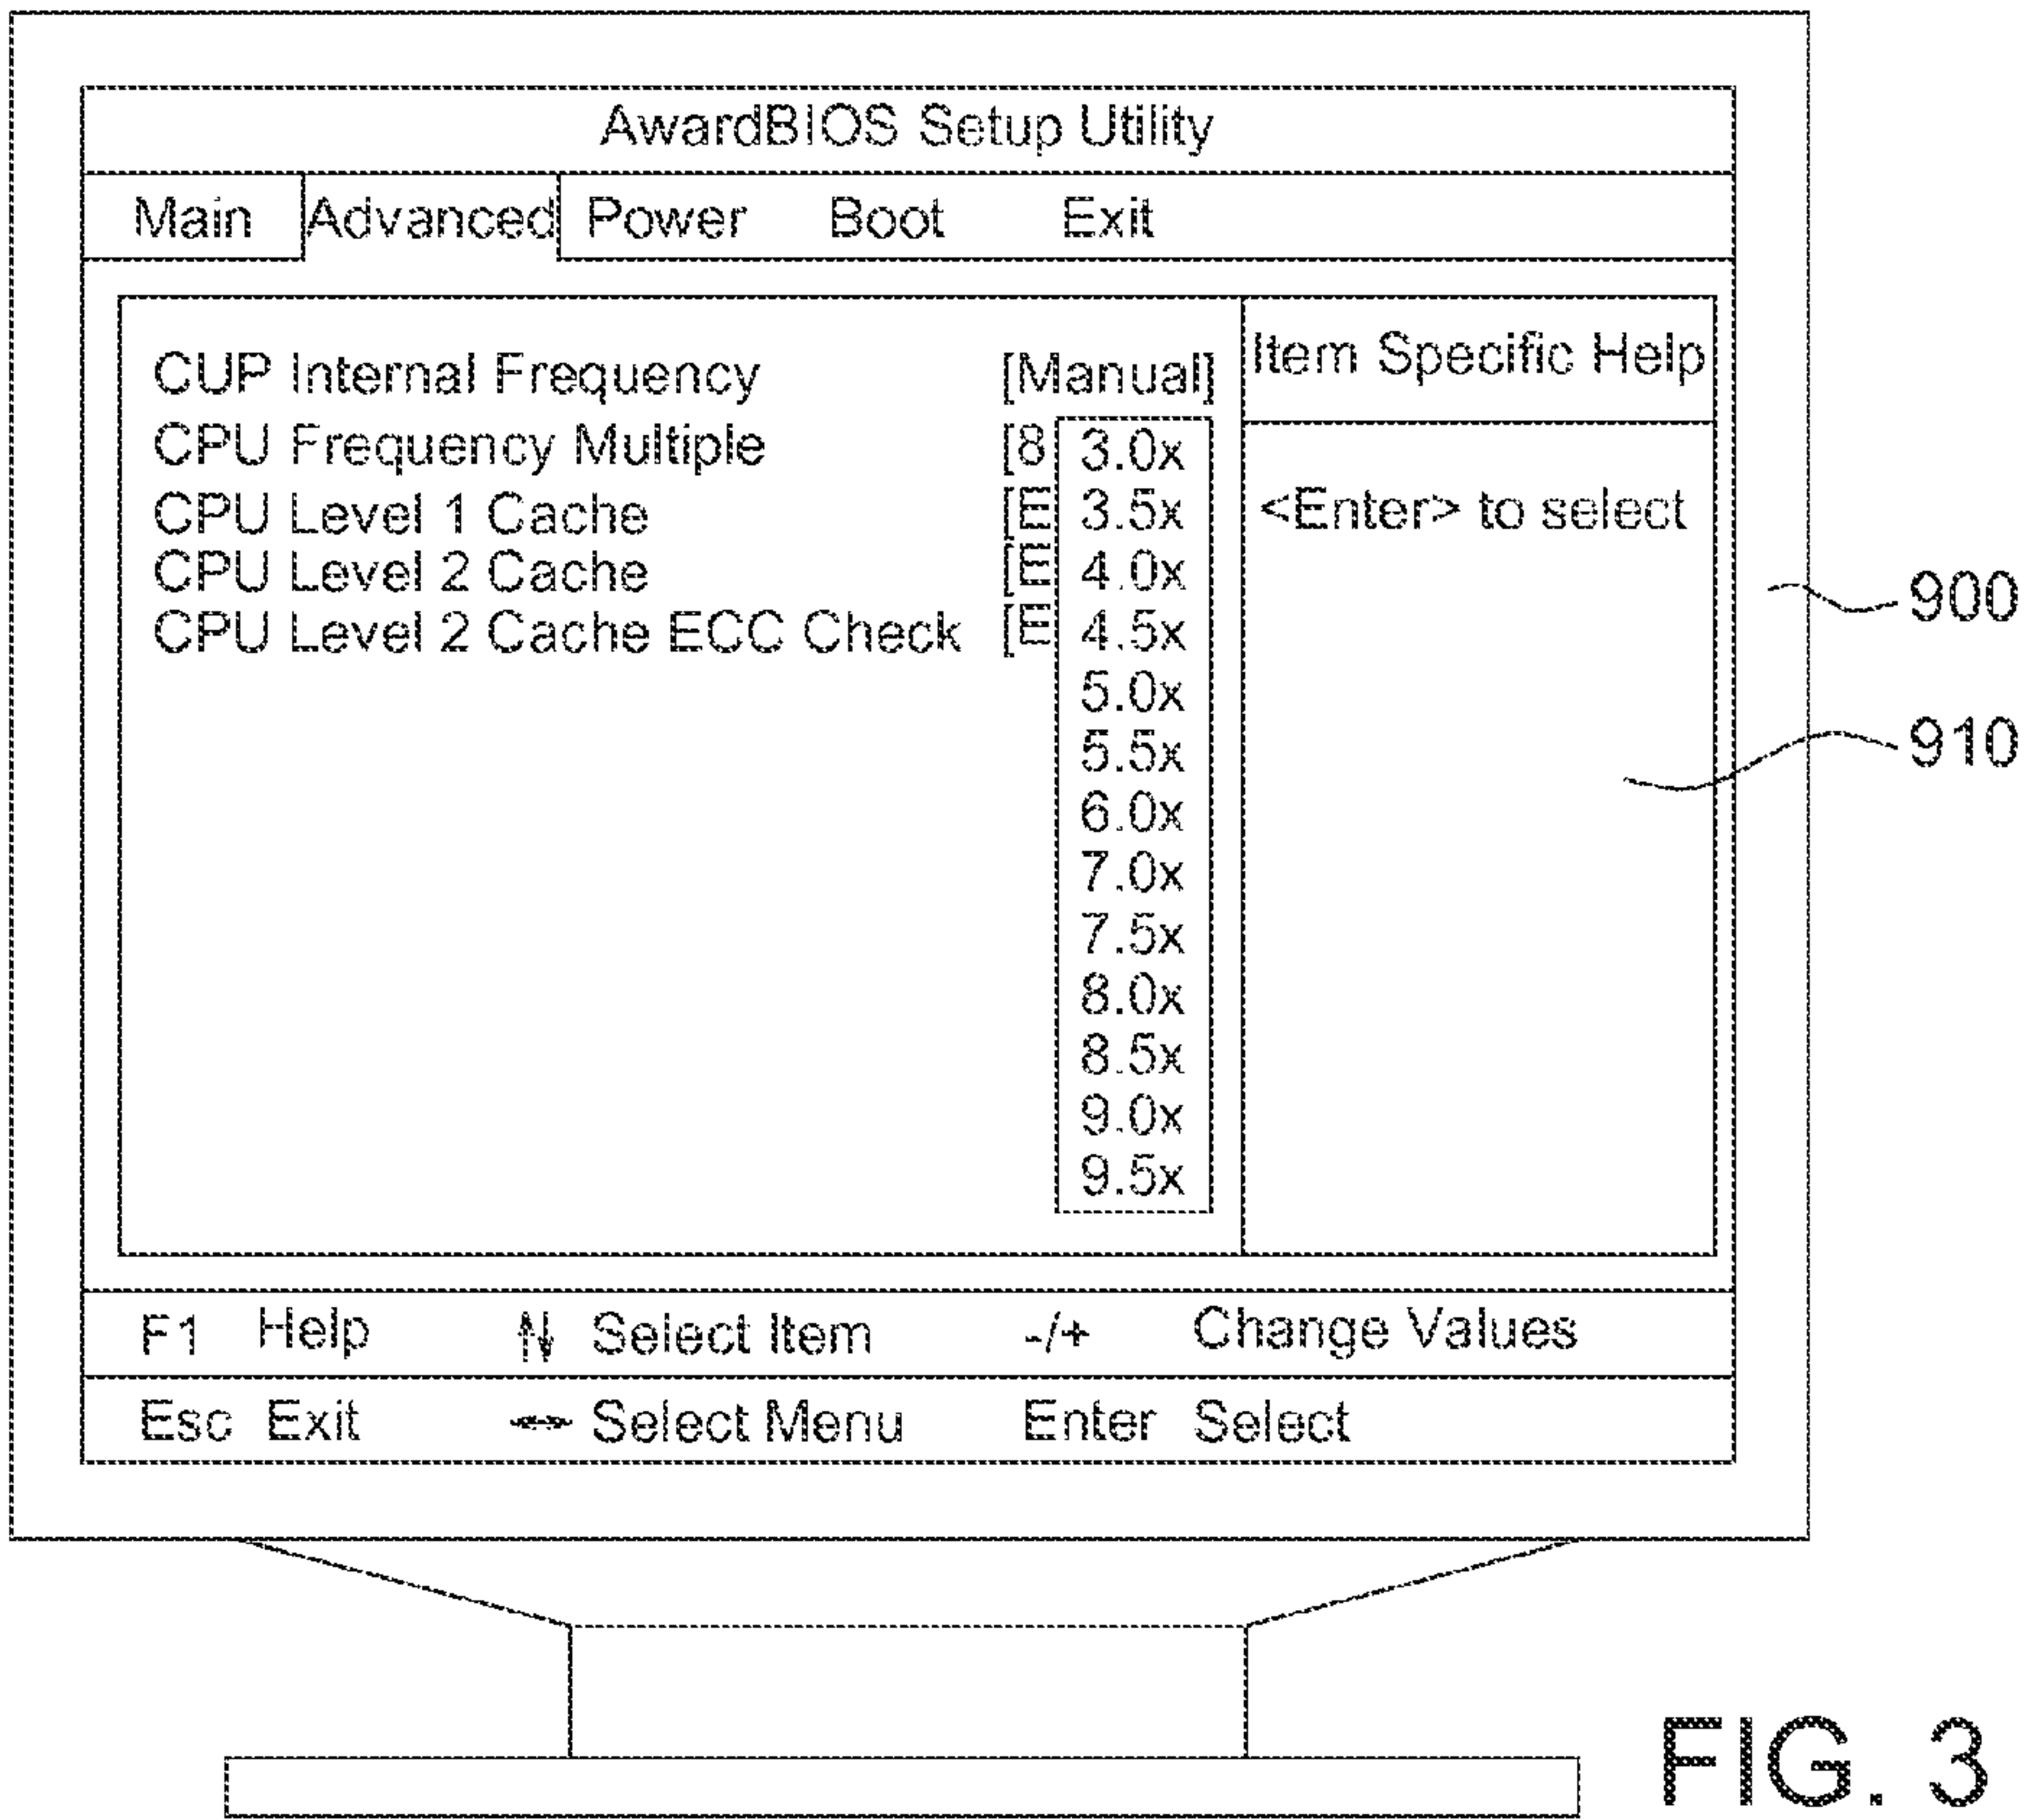 AwardBIOS Setup Utility
Main Advanced Power Boot Exit
CUP Internal Frequency [Manual]
CPU Frequency Multiple [8
CPU Level 1 Cache [E
CPU Level 2 Cache [E
CPU Level 2 Cache ECC Check [E
3.0x
3.5x
4.0x
4.5x
5.0x
5.5x
6.0x
7.0x
7.5x
8.0x
8.5x
9.0x
9.5x
Item Specific Help
<Enter> to select
900
910
F1 Help ↑↓ Select Item -/+ Change Values
Esc Exit ↔ Select Menu Enter Select
FIG. 3